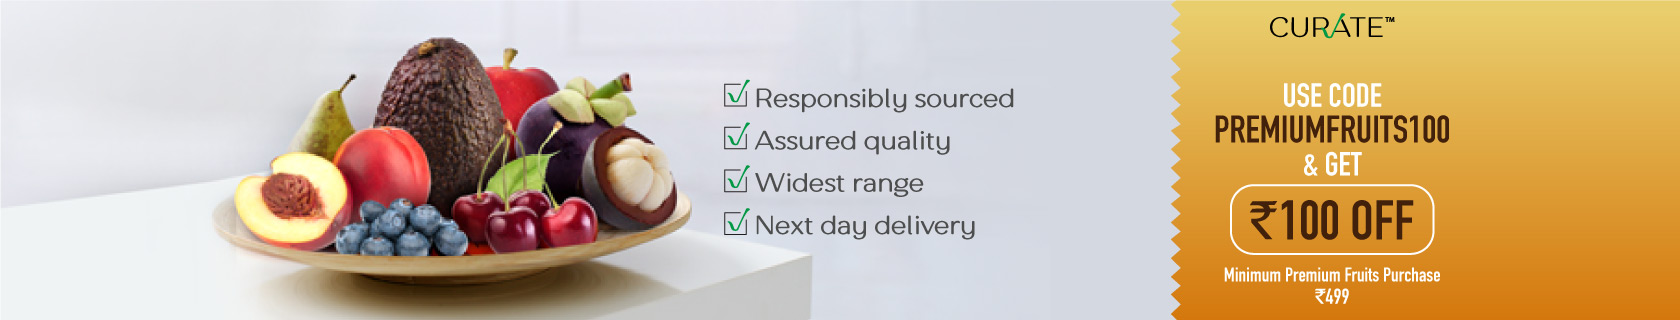 Responsibly sourced
Assured quality
Widest range
Next day delivery
CURATE™
USE CODE
PREMIUMFRUITS100
& GET
₹100 OFF
Minimum Premium Fruits Purchase
₹499